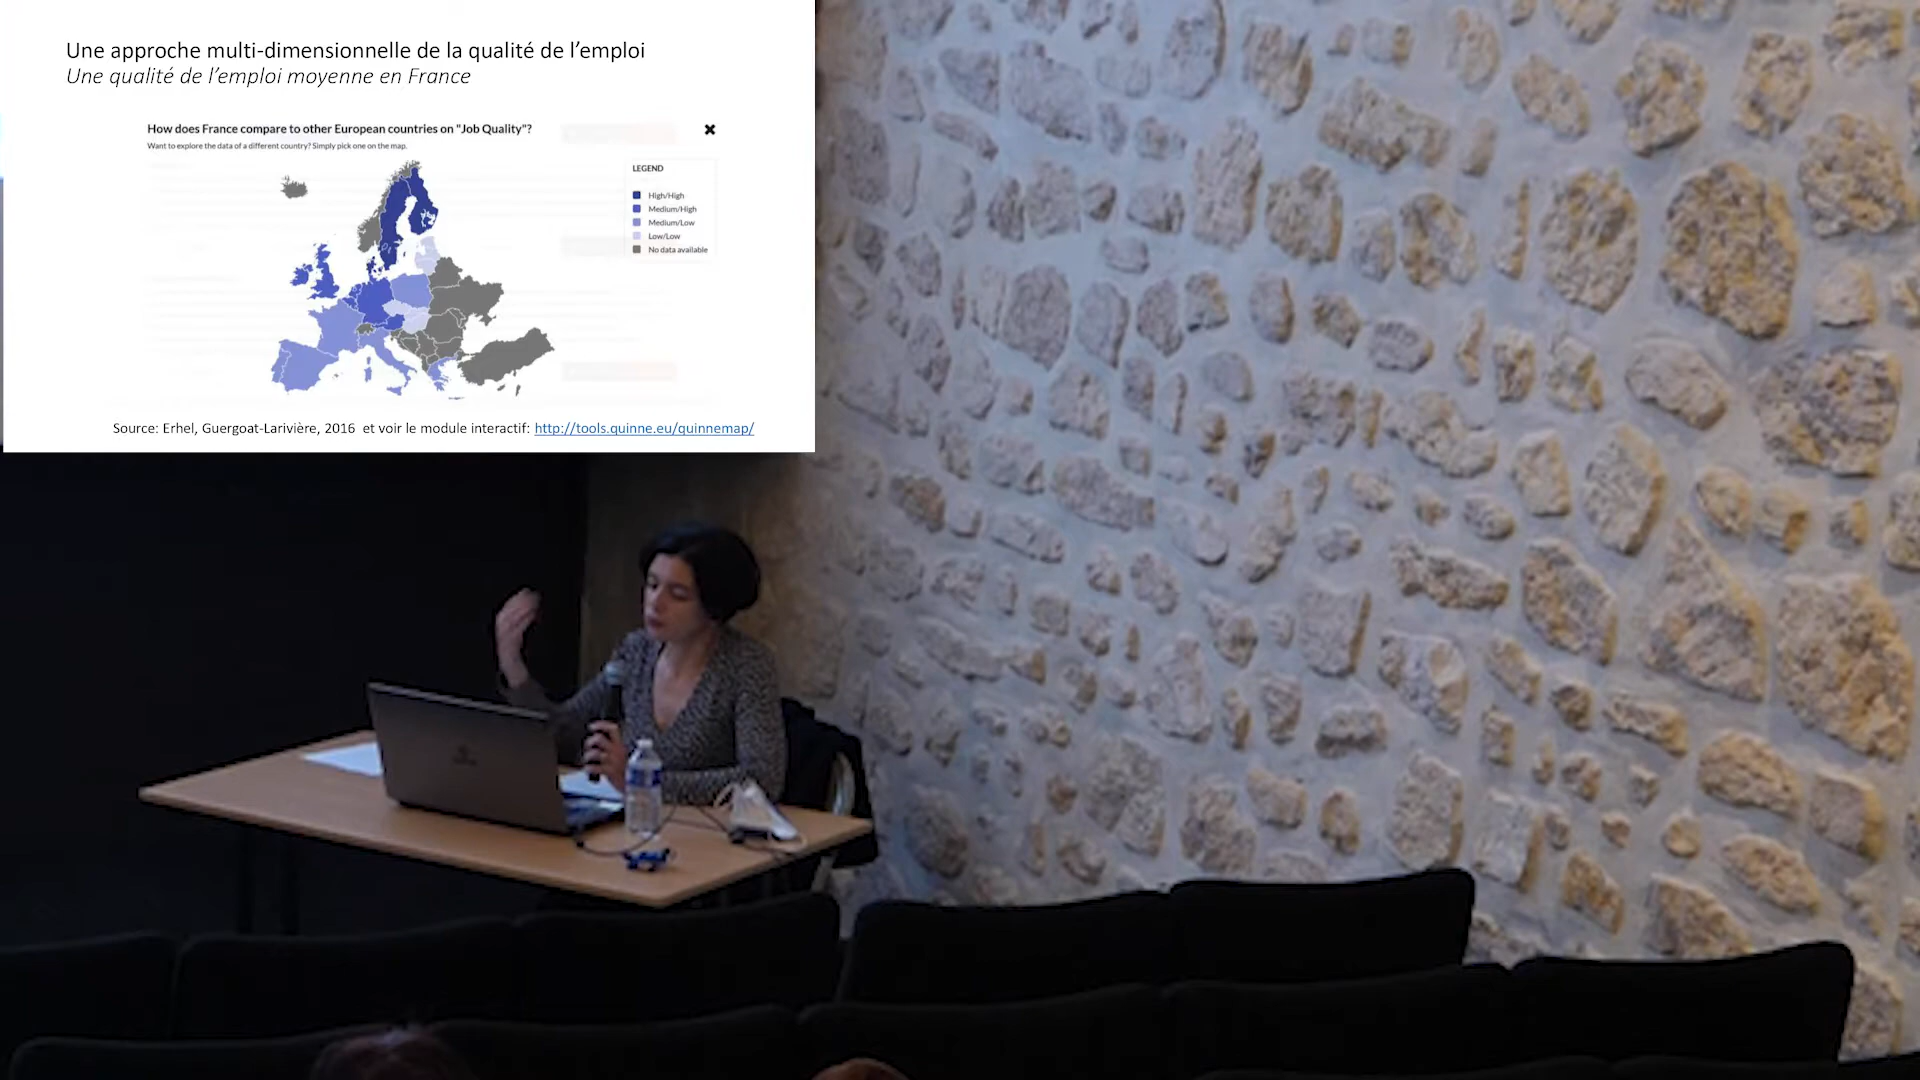 Une approche multi-dimensionnelle de la qualité de l'emploi
Une qualité de l'emploi moyenne en France
How does France compare to other European countries on "Job Quality"?
Want to explore the data of a different country? Simply pick one on the map.
LEGEND
High/High
Medium/High
Medium/Low
Low/Low
No data available
Source: Erhel, Guergoat-Larivière, 2016 et voir le module interactif: http://tools.quinne.eu/quinnemap/